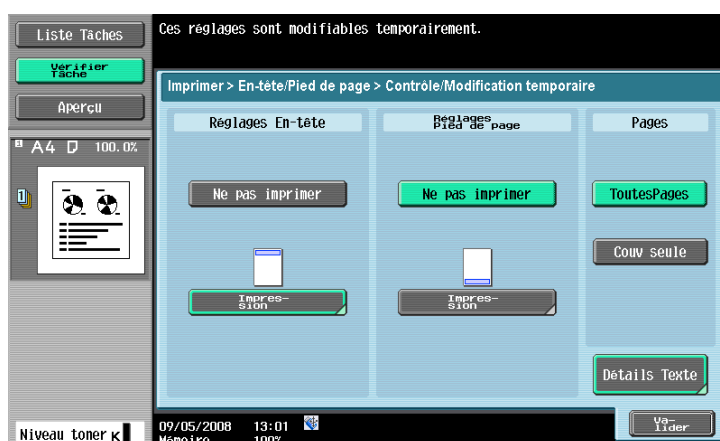 Liste Tâches
Ces réglages sont modifiables temporairement.
Vérifier
Tâche
Aperçu
Imprimer > En-tête/Pied de page > Contrôle/Modification temporaire
Réglages En-tête
Réglages
Pied de page
Pages
A4 100.0%
1
Ne pas imprimer
Ne pas imprimer
ToutesPages
Couv seule
Impres-
sion
Impres-
sion
Détails Texte
Niveau toner K
09/05/2008 13:01
Mémoire 100%
Va-
lider